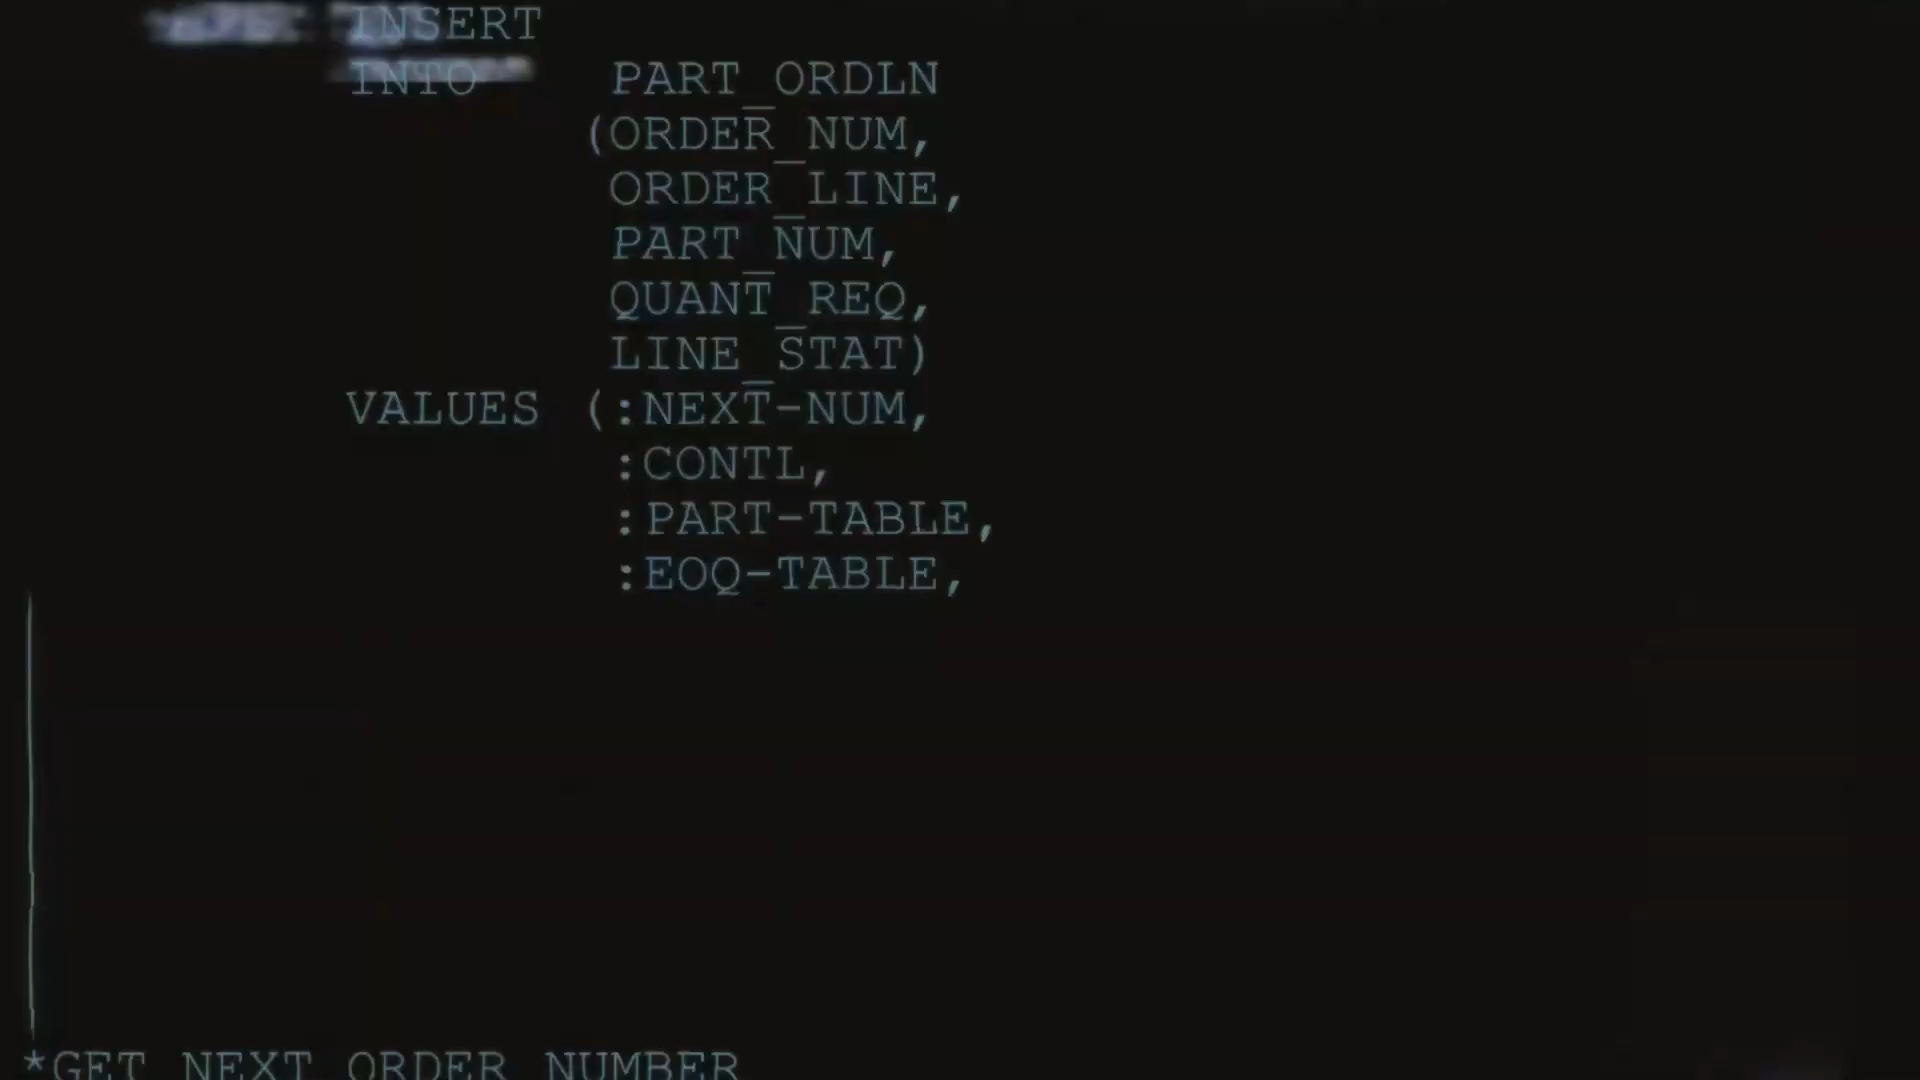 INSERT
INTO PART_ORDLN
(ORDER_NUM,
ORDER_LINE,
PART_NUM,
QUANT_REQ,
LINE_STAT)
VALUES (:NEXT-NUM,
:CONTL,
:PART-TABLE,
:EOQ-TABLE,
*GET NEXT ORDER NUMBER